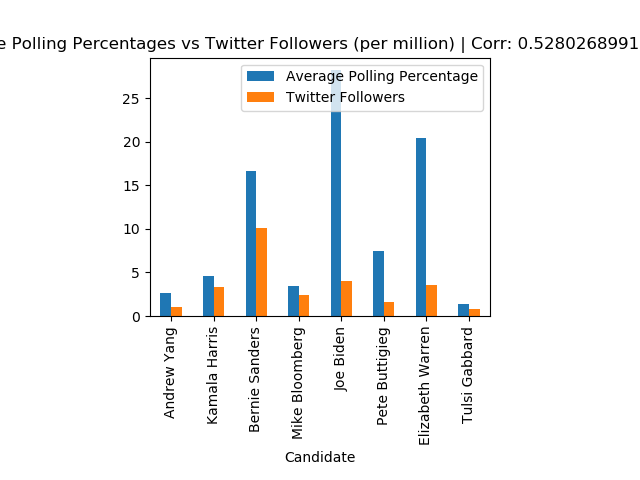 e Polling Percentages vs Twitter Followers (per million) | Corr: 0.5280268991
Average Polling Percentage
Twitter Followers
25
20
15
10
5
0
Andrew Yang
Kamala Harris
Bernie Sanders
Mike Bloomberg
Joe Biden
Pete Buttigieg
Elizabeth Warren
Tulsi Gabbard
Candidate